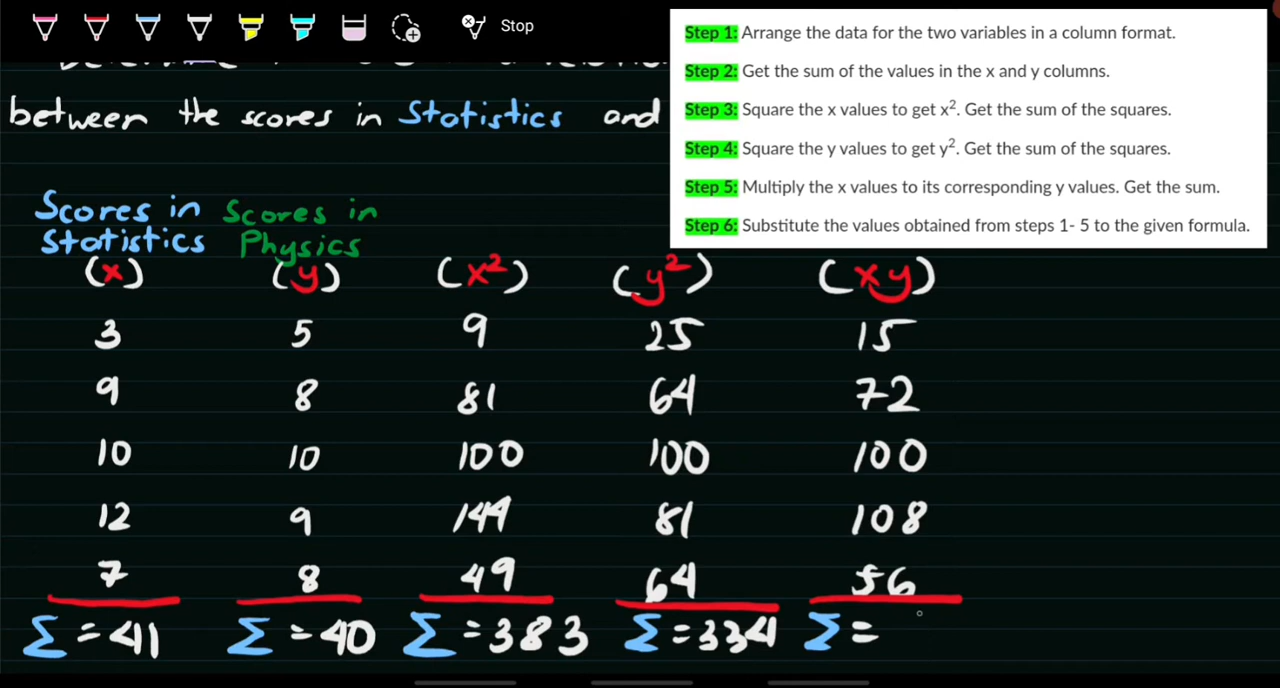 Stop
Step 1: Arrange the data for the two variables in a column format.
Step 2: Get the sum of the values in the x and y columns.
Step 3: Square the x values to get x². Get the sum of the squares.
Step 4: Square the y values to get y². Get the sum of the squares.
Step 5: Multiply the x values to its corresponding y values. Get the sum.
Step 6: Substitute the values obtained from steps 1- 5 to the given formula.
between the scores in Statistics and
Scores in Statistics Scores in Physics
(x) (y) (x²) (y²) (xy)
3 5 9 25 15
9 8 81 64 72
10 10 100 100 100
12 9 144 81 108
7 8 49 64 56
Σ = 41 Σ = 40 Σ = 383 Σ = 334 Σ =